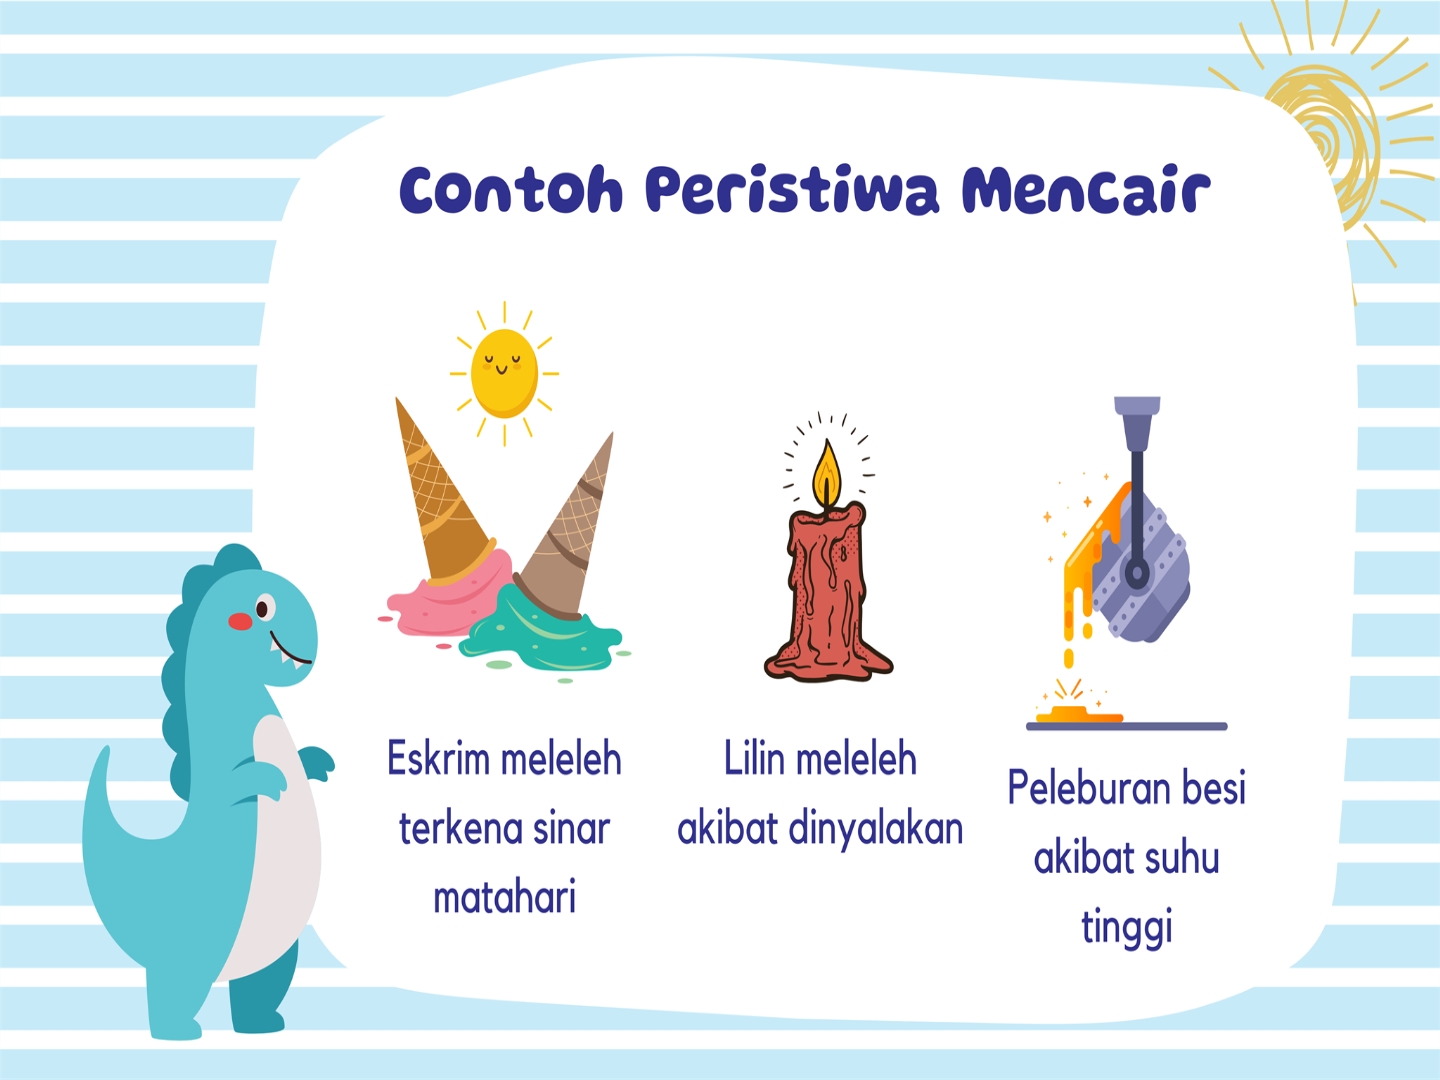 Contoh Peristiwa Mencair
Eskrim meleleh
terkena sinar
matahari
Lilin meleleh
akibat dinyalakan
Peleburan besi
akibat suhu
tinggi